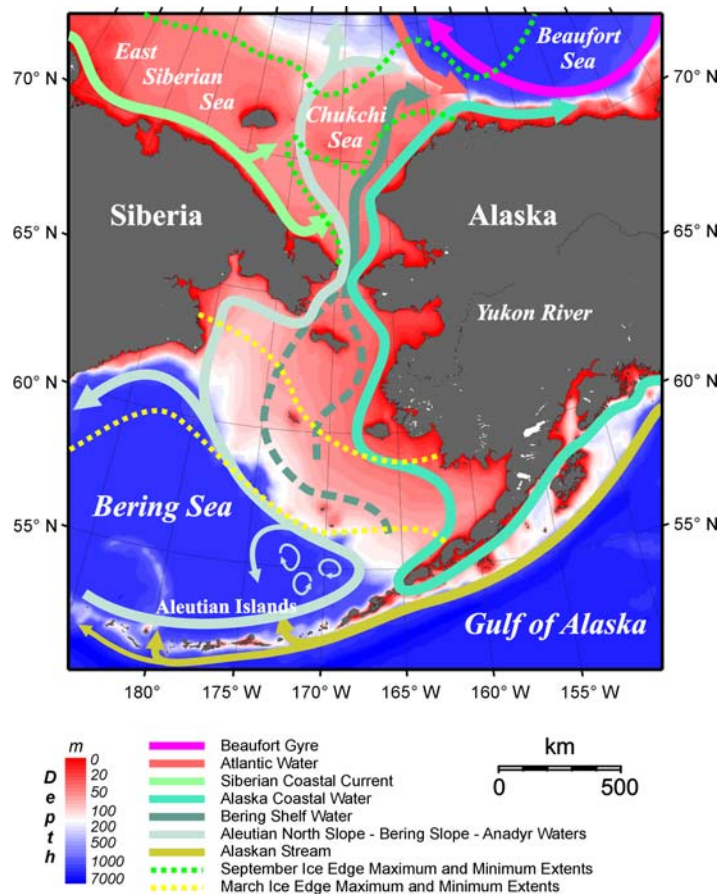 70° N
East
Siberian
Sea
Beaufort
Sea
70° N
Chukchi
Sea
65° N
Siberia
Alaska
65° N
Yukon River
60° N
60° N
Bering Sea
55° N
55° N
Aleutian Islands
Gulf of Alaska
180° 175° W 170° W 165° W 160° W 155° W
m
Depth
0
20
50
100
200
500
1000
7000
Beaufort Gyre
Atlantic Water
Siberian Coastal Current
Alaska Coastal Water
Bering Shelf Water
Aleutian North Slope - Bering Slope - Anadyr Waters
Alaskan Stream
September Ice Edge Maximum and Minimum Extents
March Ice Edge Maximum and Minimum Extents
km
0 500